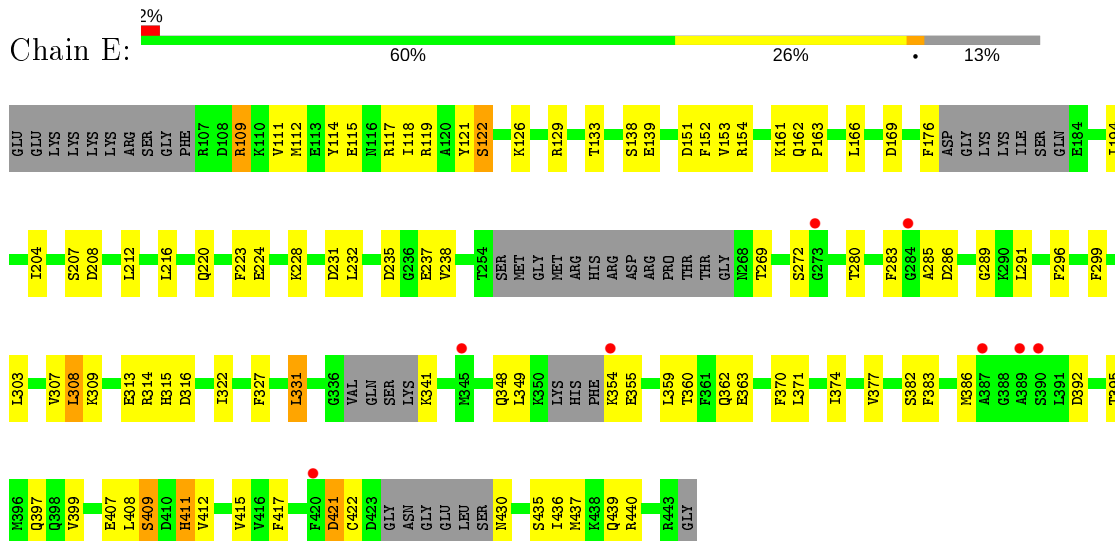 2%
Chain E:
60% 26% • 13%
GLU GLU LYS LYS LYS LYS ARG SER GLY PHE R107 D108 R109 K110 V111 M112 E113 Y114 E115 N116 R117 I118 R119 A120 Y121 S122 K126 R129 T133 S138 E139 D151 F152 V153 R154 K161 Q162 P163 L166 D169 F176 ASP GLY LYS LYS ILE SER GLN E184 I194
I204 S207 D208 L212 L216 Q220 F223 E224 K228 D231 L232 D235 G236 E237 V238 T254 SER MET GLY MET ARG HIS ARG ASP ARG PRO THR THR GLY N268 T269 S272 G273 T280 F283 G284 A285 D286 G289 K290 L291 F296 F299
L303 V307 L308 K309 E313 R314 H315 D316 I322 F327 L331 G336 VAL GLN SER LYS K341 M345 Q348 L349 K350 LYS HIS PHE K354 E355 L359 T360 F361 Q362 E363 F370 L371 I374 V377 S382 F383 M386 A387 G388 A389 S390 L391 D392 T395
M396 Q397 Q398 V399 E407 L408 S409 D410 H411 V412 V415 V416 F417 F420 D421 C422 D423 GLY ASN GLY GLU LEU SER N430 S435 I436 M437 K438 Q439 R440 R443 GLY